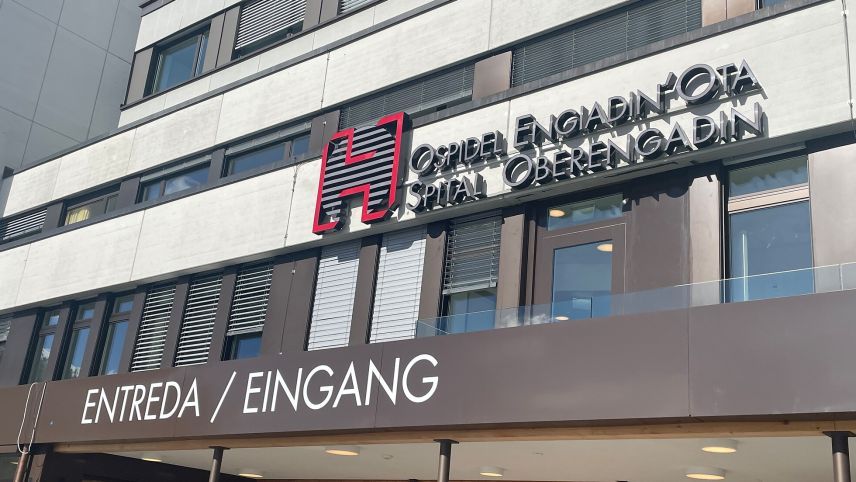 H
OSPIDEL ENGIADIN'OTA
SPITAL OBERENGADIN
ENTREDA / EINGANG